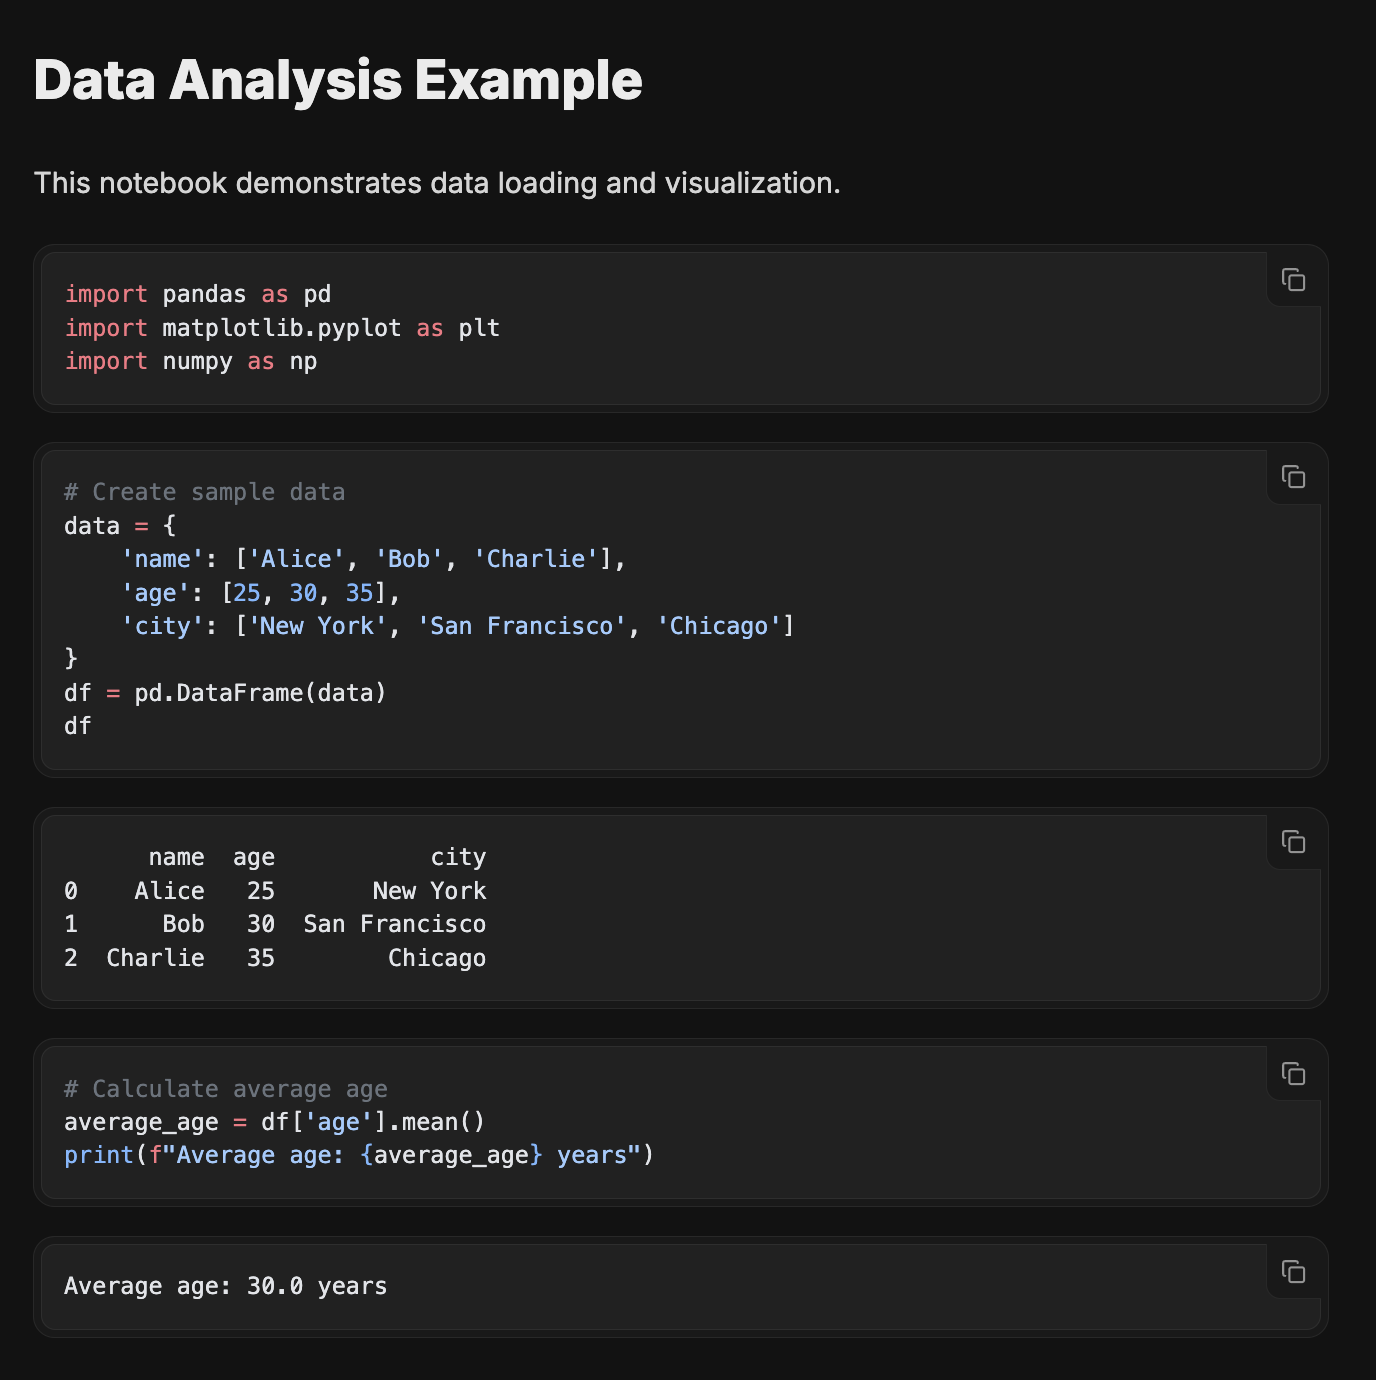 Data Analysis Example
This notebook demonstrates data loading and visualization.
import pandas as pd
import matplotlib.pyplot as plt
import numpy as np
# Create sample data
data = {
    'name': ['Alice', 'Bob', 'Charlie'],
    'age': [25, 30, 35],
    'city': ['New York', 'San Francisco', 'Chicago']
}
df = pd.DataFrame(data)
df
      name  age           city
0    Alice   25       New York
1      Bob   30  San Francisco
2  Charlie   35        Chicago
# Calculate average age
average_age = df['age'].mean()
print(f"Average age: {average_age} years")
Average age: 30.0 years